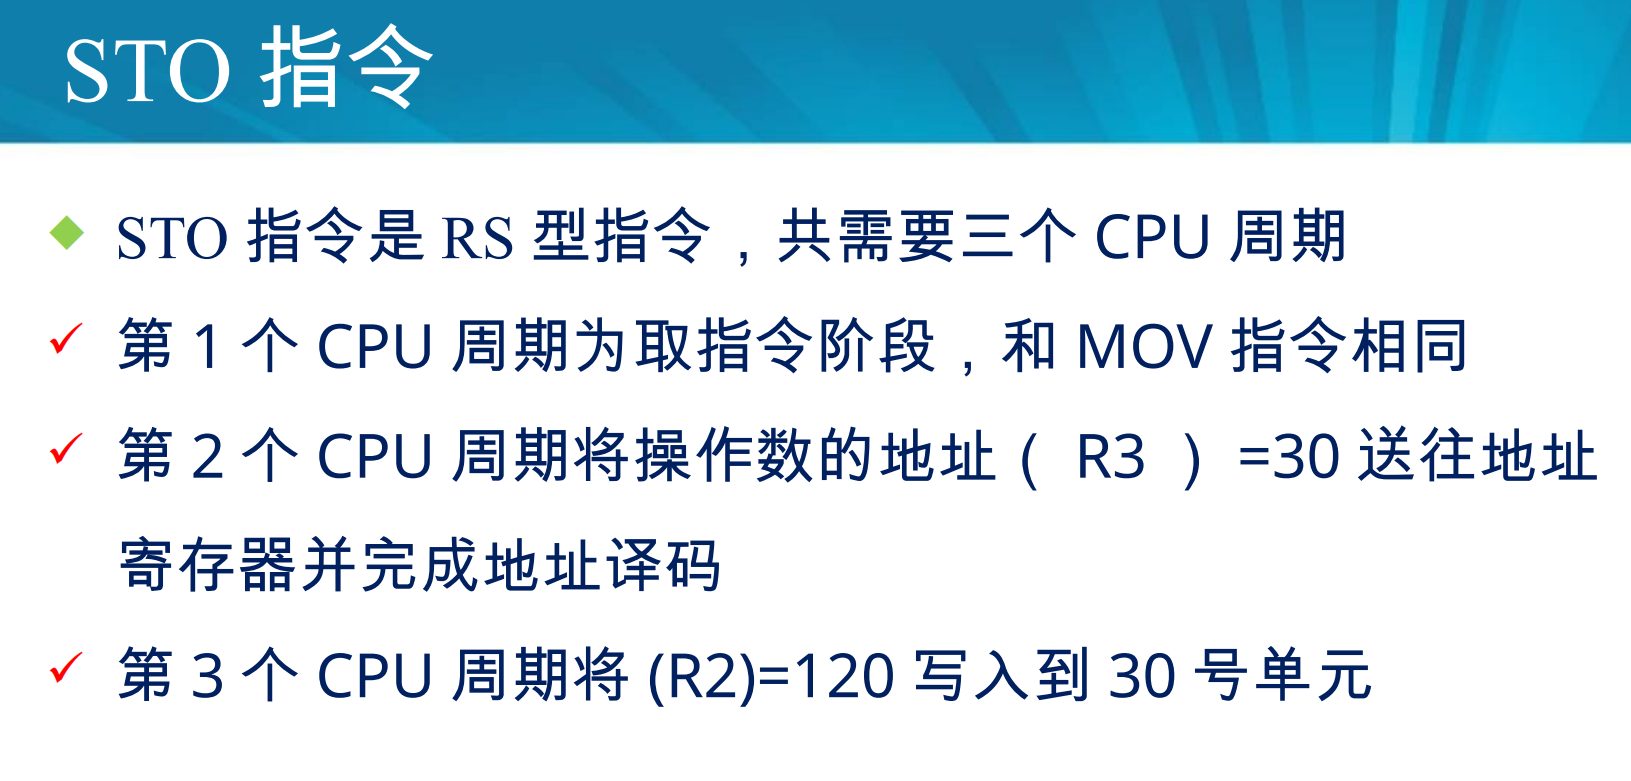 STO 指令
STO 指令是 RS 型指令，共需要三个 CPU 周期
第 1 个 CPU 周期为取指令阶段，和 MOV 指令相同
第 2 个 CPU 周期将操作数的地址（ R3 ）=30 送往地址
寄存器并完成地址译码
第 3 个 CPU 周期将 (R2)=120 写入到 30 号单元